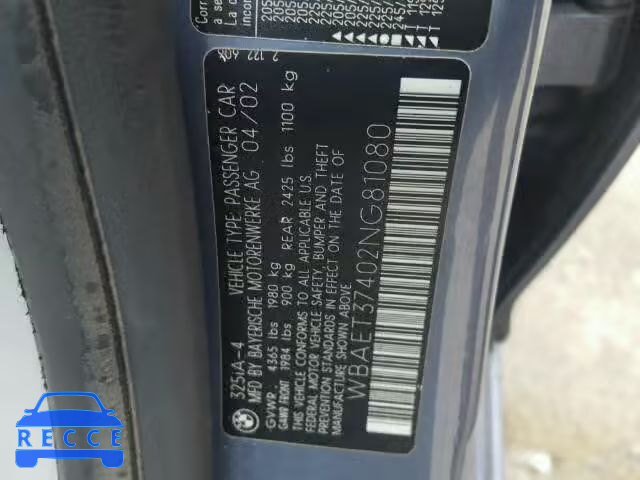 325iA-4 VEHICLE TYPE: PASSENGER CAR
MFD BY BAYERISCHE MOTORENWERKE AG 04/02
GVWR: 4365 lbs 1980 kg
GAWR FRONT 1984 lbs 900 kg REAR 2425 lbs 1100 kg
THIS VEHICLE CONFORMS TO ALL APPLICABLE U.S.
FEDERAL MOTOR VEHICLE SAFETY, BUMPER AND THEFT
PREVENTION STANDARDS IN EFFECT ON THE DATE OF
MANUFACTURE SHOWN ABOVE.
WBAET37402NG81080
RECCE